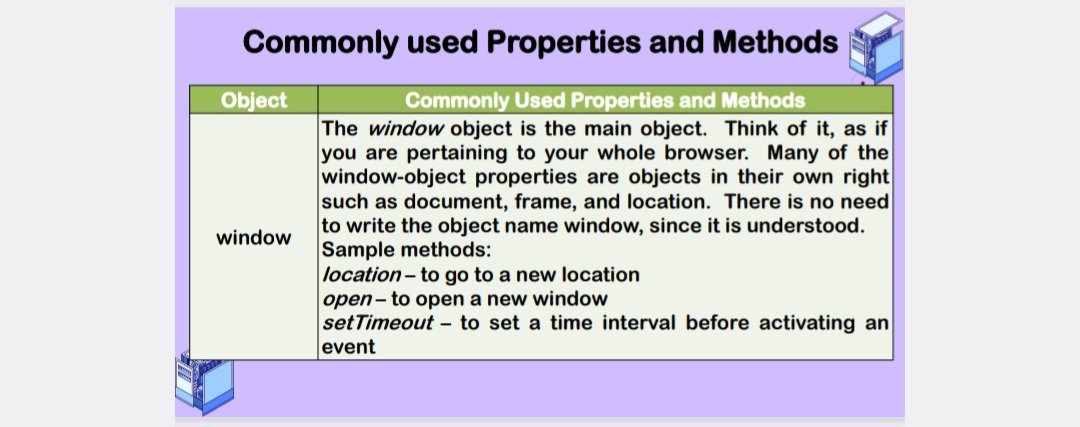 Commonly used Properties and Methods
Object
Commonly Used Properties and Methods
window
The window object is the main object. Think of it, as if
you are pertaining to your whole browser. Many of the
window-object properties are objects in their own right
such as document, frame, and location. There is no need
to write the object name window, since it is understood.
Sample methods:
location – to go to a new location
open – to open a new window
setTimeout – to set a time interval before activating an
event